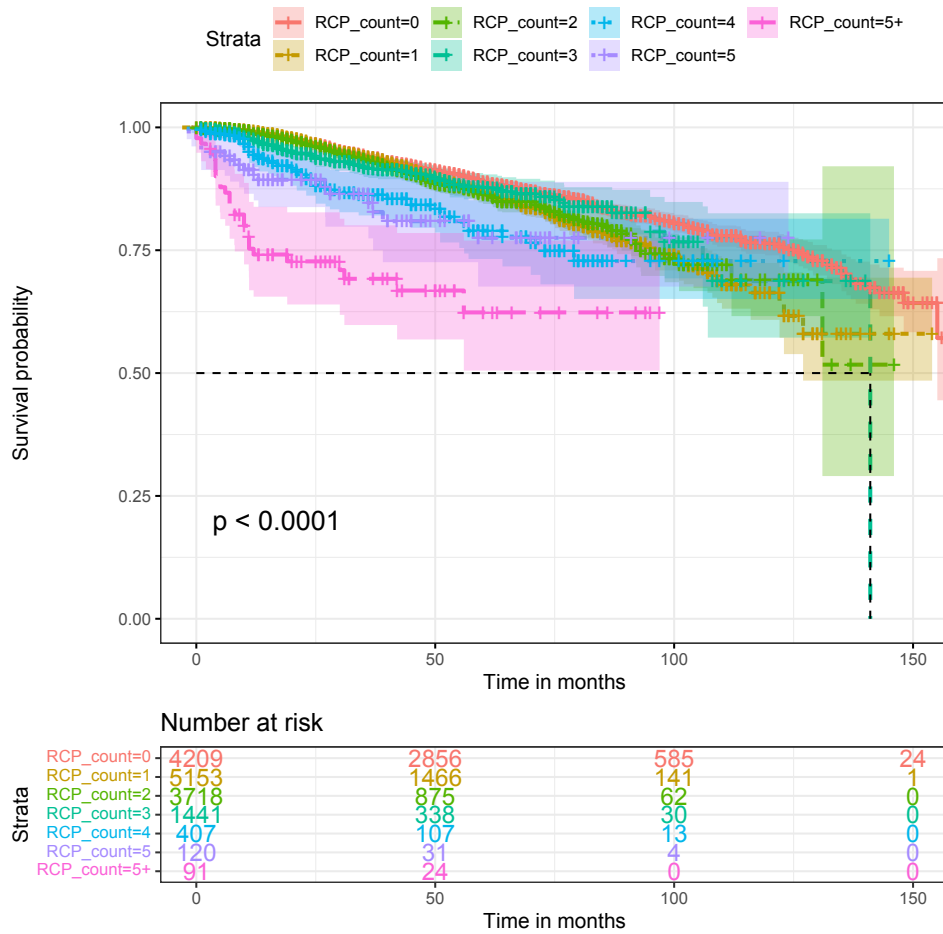 Strata
RCP_count=0 RCP_count=2 RCP_count=4 RCP_count=5+
RCP_count=1 RCP_count=3 RCP_count=5
Survival probability
1.00
0.75
0.50
0.25
0.00
p < 0.0001
0 50 100 150
Time in months
Number at risk
Strata
RCP_count=0 4209 2856 585 24
RCP_count=1 5153 1466 141 1
RCP_count=2 3718 875 62 0
RCP_count=3 1441 338 30 0
RCP_count=4 407 107 13 0
RCP_count=5 120 31 4 0
RCP_count=5+ 91 24 0 0
0 50 100 150
Time in months